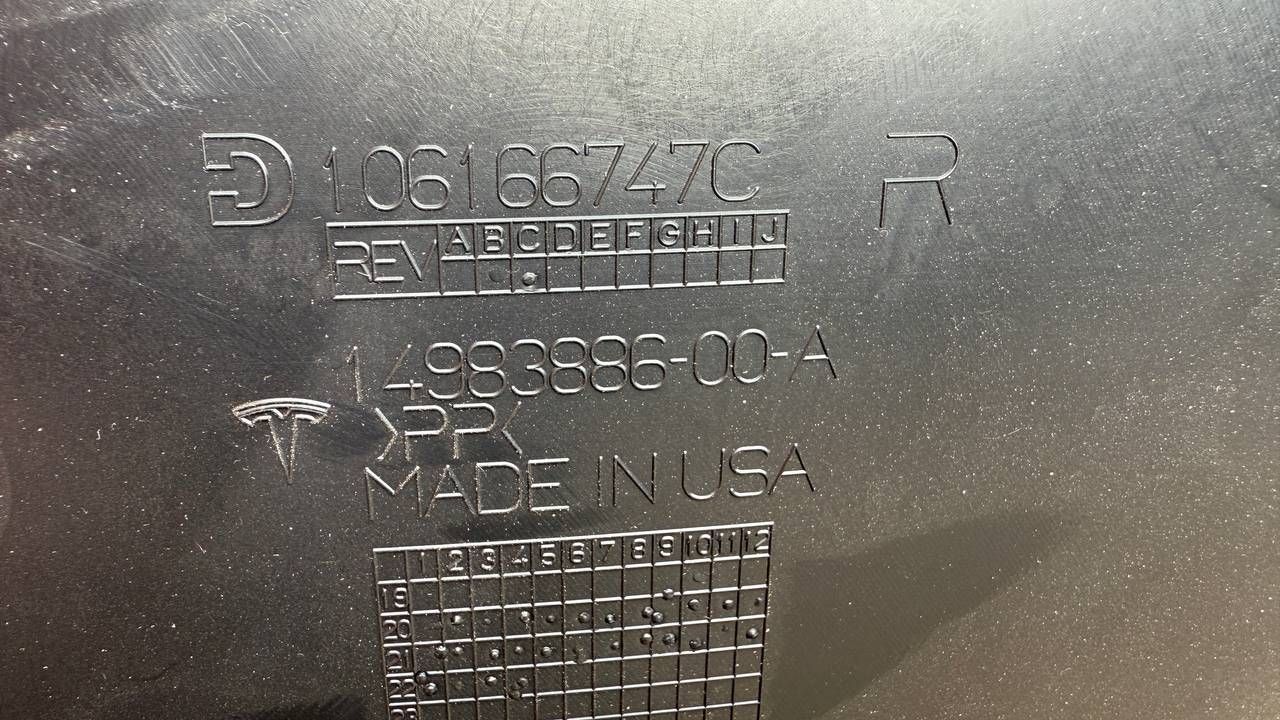 106166747C R
REV A B C D E F G H I J
14983886-00-A
>PP<
MADE IN USA
1 2 3 4 5 6 7 8 9 10 11 12
19
20
21
22
23